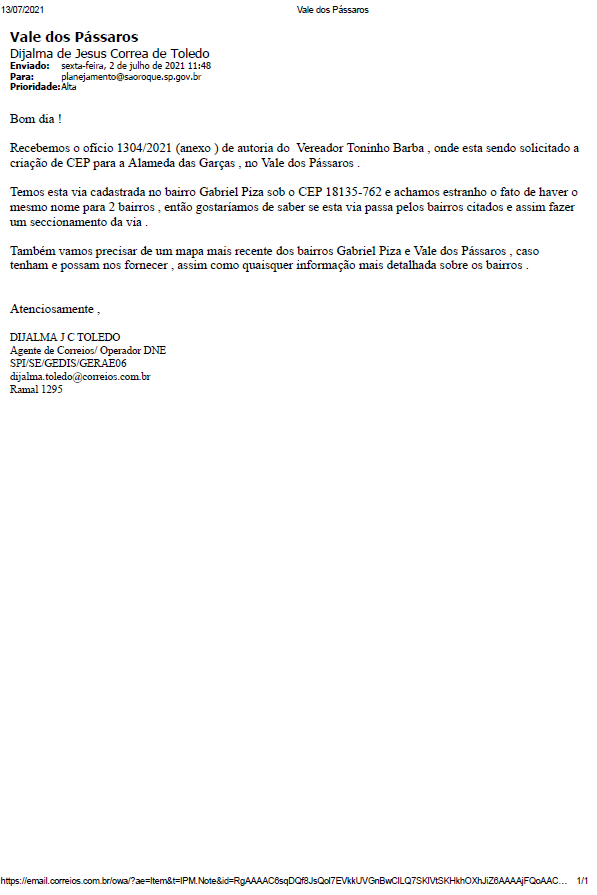 13/07/2021 Vale dos Pássaros
Vale dos Pássaros
Dijalma de Jesus Correa de Toledo
Enviado: sexta-feira, 2 de julho de 2021 11:48
Para: planejamento@saoroque.sp.gov.br
Prioridade: Alta
Bom dia !
Recebemos o ofício 1304/2021 (anexo ) de autoria do Vereador Toninho Barba , onde esta sendo solicitado a
criação de CEP para a Alameda das Garças , no Vale dos Pássaros .
Temos esta via cadastrada no bairro Gabriel Piza sob o CEP 18135-762 e achamos estranho o fato de haver o
mesmo nome para 2 bairros , então gostaríamos de saber se esta via passa pelos bairros citados e assim fazer
um seccionamento da via .
Também vamos precisar de um mapa mais recente dos bairros Gabriel Piza e Vale dos Pássaros , caso
tenham e possam nos fornecer , assim como quaisquer informação mais detalhada sobre os bairros .
Atenciosamente ,
DIJALMA J C TOLEDO
Agente de Correios/ Operador DNE
SPI/SE/GEDIS/GERAE06
dijalma.toledo@correios.com.br
Ramal 1295
https://email.correios.com.br/owa/?ae=Item&t=IPM.Note&id=RgAAAAC6sqDQf8JsQol7EVkkUVGnBwCILQ7SKlVtSKHkhOXhJiZ6AAAAjFQoAAC… 1/1